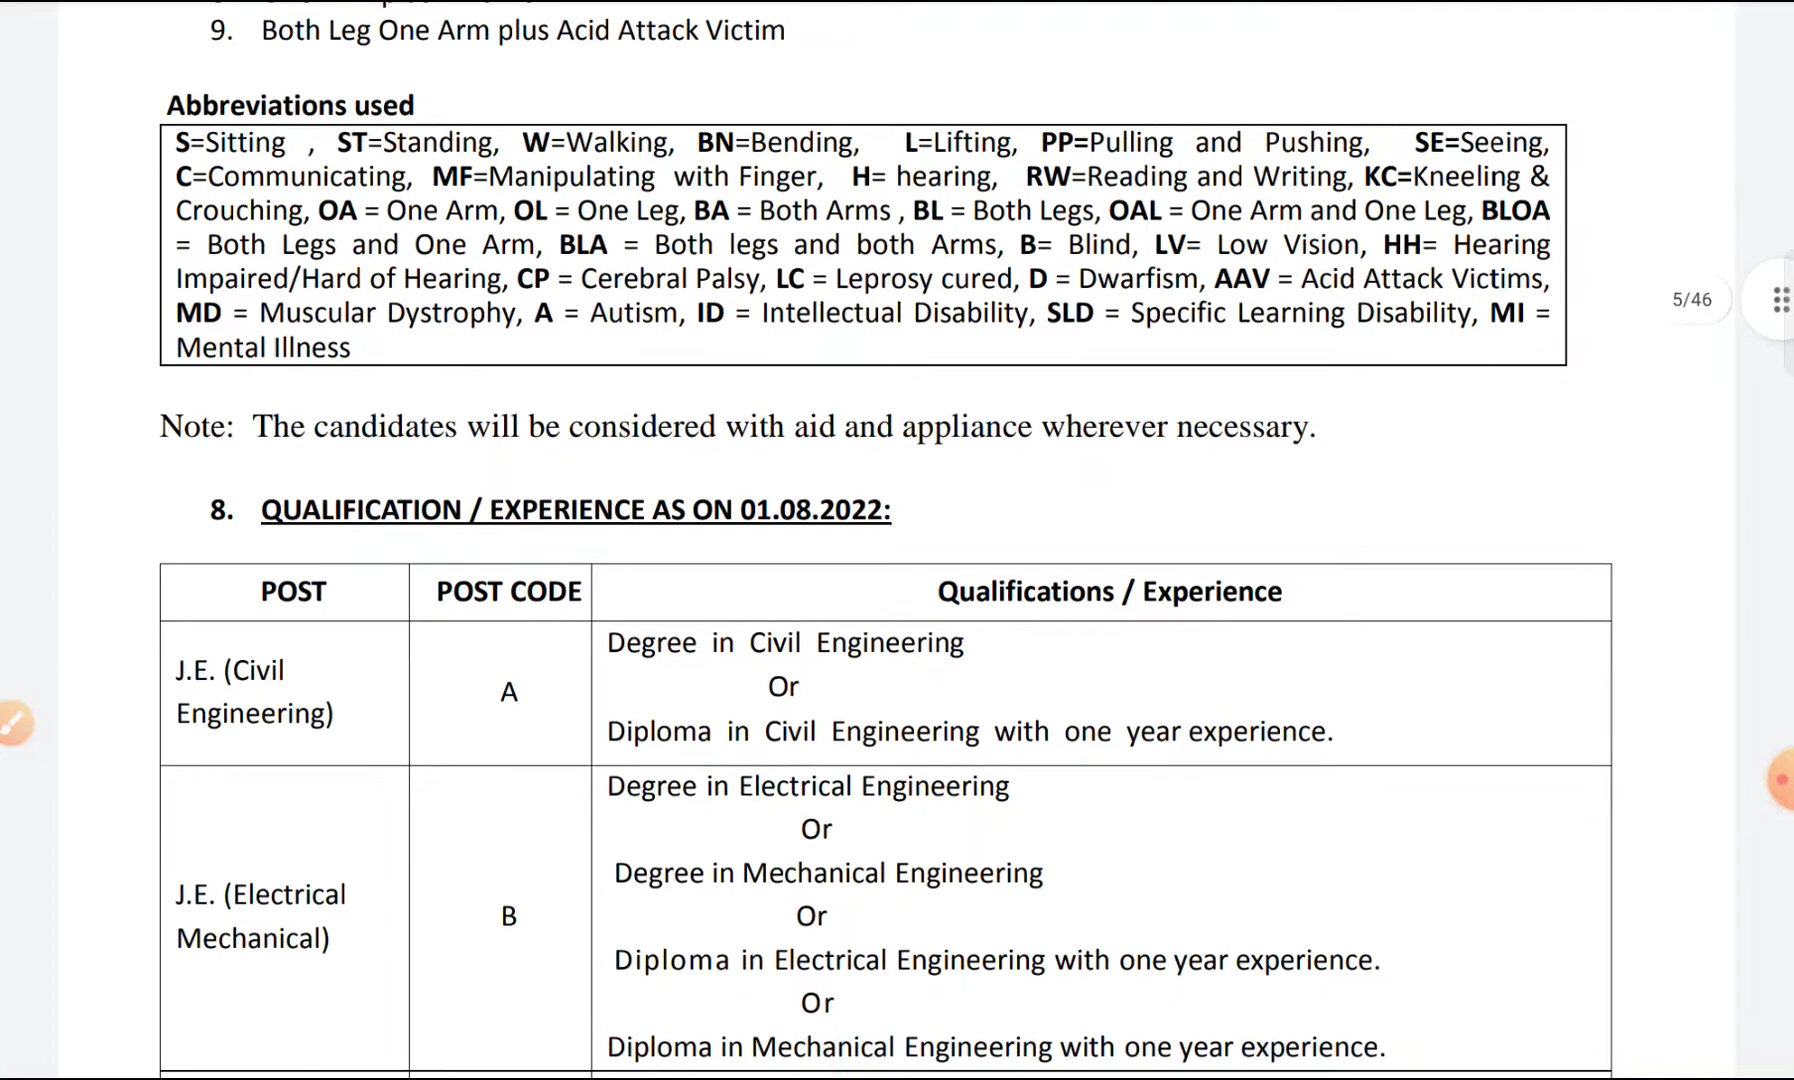 9. Both Leg One Arm plus Acid Attack Victim
Abbreviations used
S=Sitting , ST=Standing, W=Walking, BN=Bending, L=Lifting, PP=Pulling and Pushing, SE=Seeing,
C=Communicating, MF=Manipulating with Finger, H= hearing, RW=Reading and Writing, KC=Kneeling &
Crouching, OA = One Arm, OL = One Leg, BA = Both Arms , BL = Both Legs, OAL = One Arm and One Leg, BLOA
= Both Legs and One Arm, BLA = Both legs and both Arms, B= Blind, LV= Low Vision, HH= Hearing
Impaired/Hard of Hearing, CP = Cerebral Palsy, LC = Leprosy cured, D = Dwarfism, AAV = Acid Attack Victims,
MD = Muscular Dystrophy, A = Autism, ID = Intellectual Disability, SLD = Specific Learning Disability, MI =
Mental Illness
5/46
Note: The candidates will be considered with aid and appliance wherever necessary.
8. QUALIFICATION / EXPERIENCE AS ON 01.08.2022:
POST POST CODE Qualifications / Experience
J.E. (Civil
Engineering)
A
Degree in Civil Engineering
Or
Diploma in Civil Engineering with one year experience.
J.E. (Electrical
Mechanical)
B
Degree in Electrical Engineering
Or
Degree in Mechanical Engineering
Or
Diploma in Electrical Engineering with one year experience.
Or
Diploma in Mechanical Engineering with one year experience.